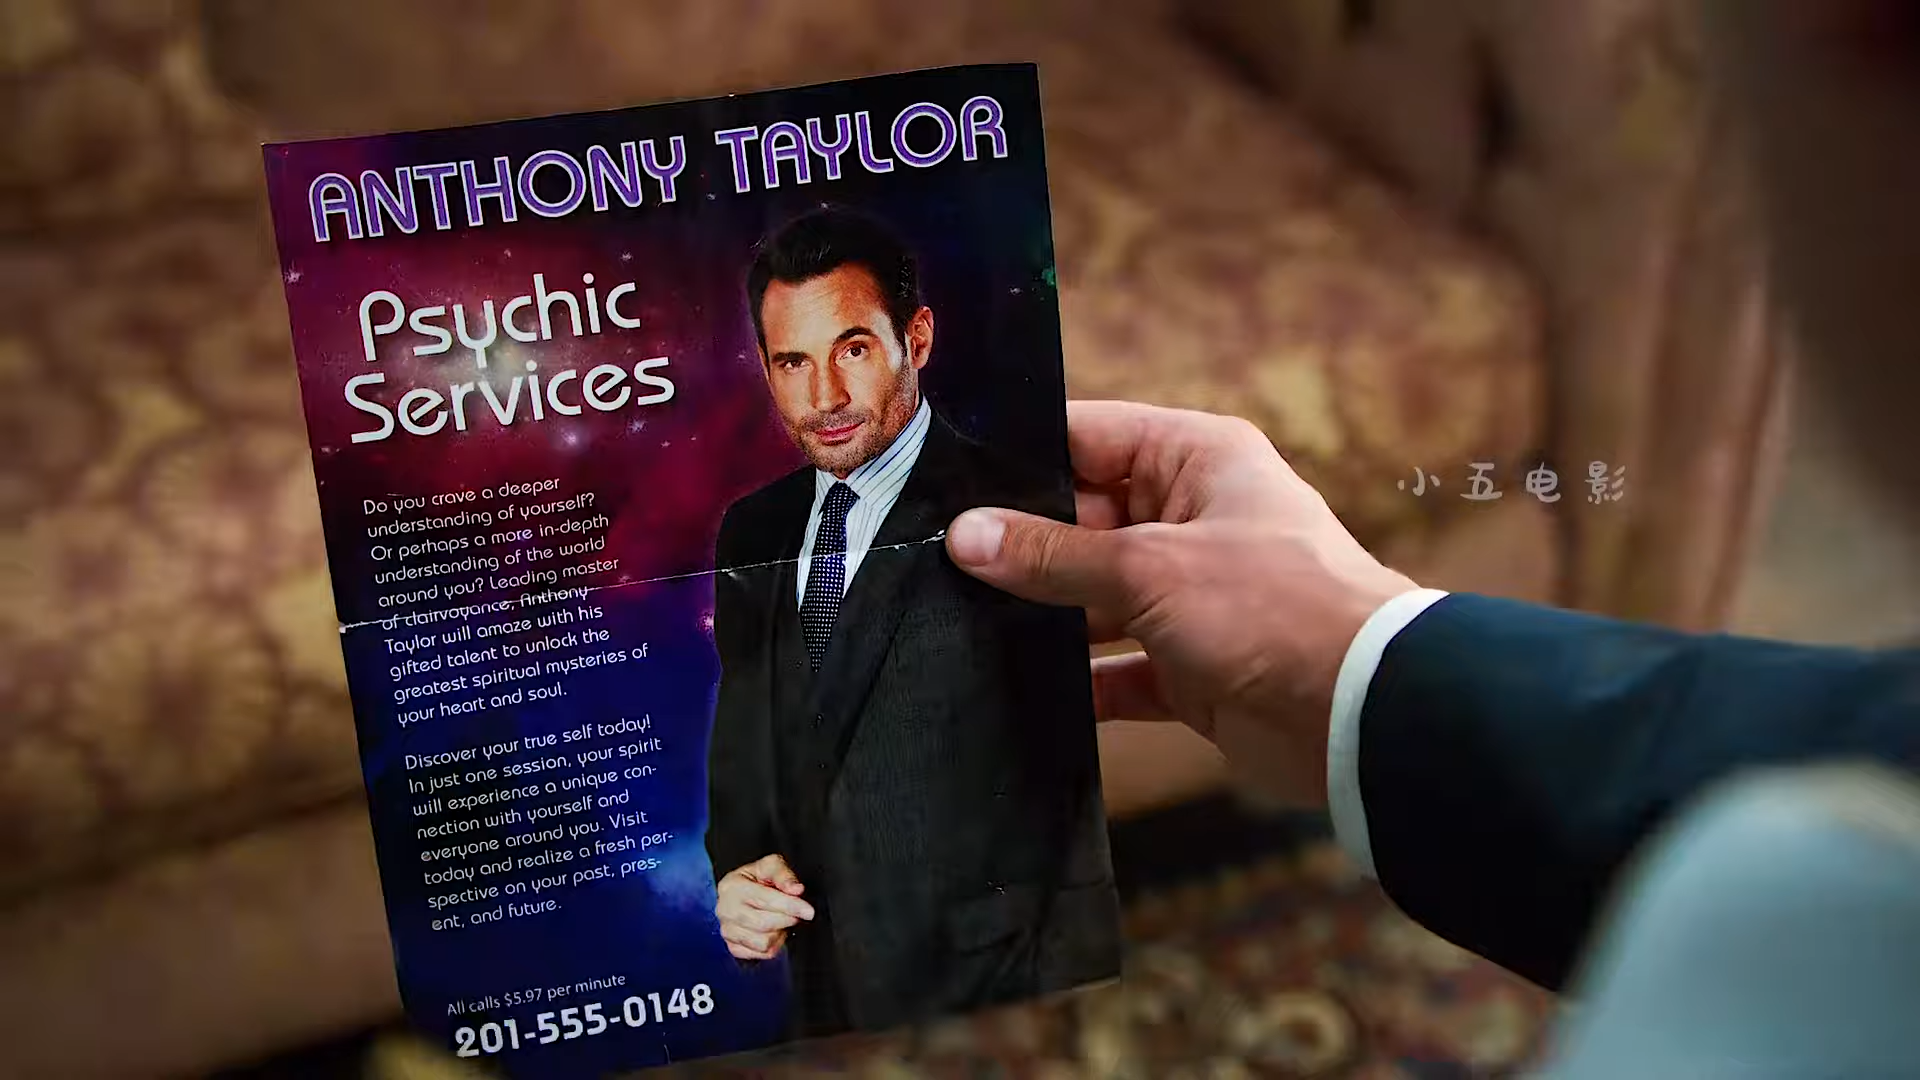 ANTHONY TAYLOR
Psychic
Services
Do you crave a deeper
understanding of yourself?
Or perhaps a more in-depth
understanding of the world
around you? Leading master
of clairvoyance, Anthony
Taylor will amaze with his
gifted talent to unlock the
greatest spiritual mysteries of
your heart and soul.
Discover your true self today!
In just one session, your spirit
will experience a unique con-
nection with yourself and
everyone around you. Visit
today and realize a fresh per-
spective on your past, pres-
ent, and future.
All calls $5.97 per minute
201-555-0148
小五电影